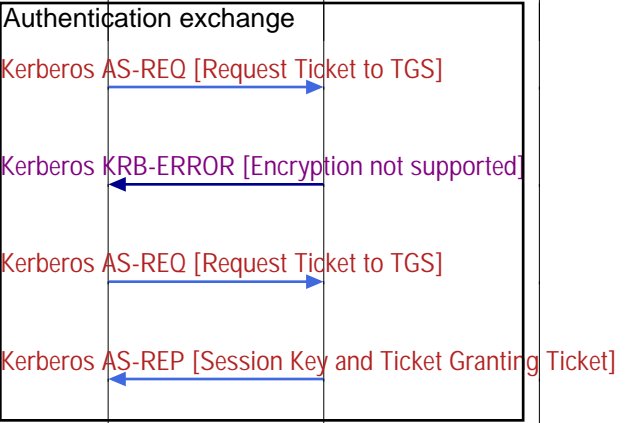 Authentication exchange
Kerberos AS-REQ [Request Ticket to TGS]
Kerberos KRB-ERROR [Encryption not supported]
Kerberos AS-REQ [Request Ticket to TGS]
Kerberos AS-REP [Session Key and Ticket Granting Ticket]